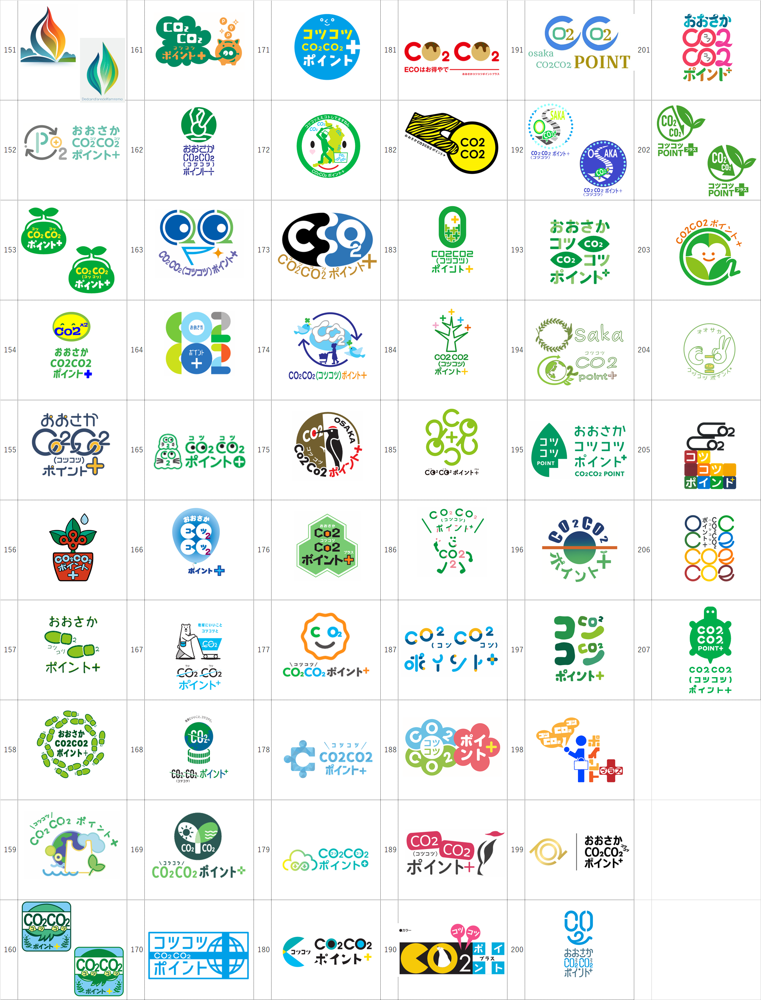 151
Dedcandlaredelfamremo
161
CO₂
CO₂
コツコツ
ポイント+
P
P
P
171
コツコツ
CO₂CO₂
ポイント
181
CO₂ CO₂
ECOはお得やで
おおさかコツコツポイントプラス
191
CO2 CO2
osaka
CO2CO2 POINT
201
おおさか
CO2
コツ
CO2
コツ
ポイント+
152
P+2
おおさか
コツ コツ
CO2CO2
ポイント+
162
おおさか
CO2CO2
(コツコツ)
ポイント+
172
コツコツええコトしてますねん
CO₂
CO₂
CO₂
CO₂CO₂ ポイント+
182
おおさかCO2CO2 ポイント+
CO2
CO2
192
OSAKA
CO2
CO2 CO2 ポイント+
(コツコツ)
OSAKA
CO2
CO2 CO2 ポイント+
(コツコツ)
202
CO₂
CO₂
コツコツ
POINT プラス
CO₂
CO₂
コツコツ
POINT プラス
153
コツ コツ
CO₂ CO₂
ポイント+
CO₂ CO₂
(コツ コツ)
ポイント+
163
CO₂CO₂(コツコツ)ポイント+
173
CO2
コツ コツ
CO2CO2 ポイント+
183
CO2CO2
(コツコツ)
ポイント+
193
おおさか
コツ CO₂
CO₂ コツ
ポイント+
203
CO2CO2 ポイント+
2
154
Co2 x2
おおさか
CO2CO2
ポイント+
164
おおさか
ポイント
+
174
CO2
CO₂CO₂(コツコツ)ポイント+
184
CO2 CO2
(コツコツ)
ポイント+
194
Osaka
コツコツ
CO2
point+
204
オオサカ
コツコツ ポイント+
155
おおさか
Co2Co2
(コツコツ)
ポイント+
165
2
2
コツ コツ
CO₂CO₂
ポイント+
175
OSAKA
CO2
コツコツ
Co2Co2 ポイント+
185
CO²CO² ポイント+
195
コツ
コツ
POINT
おおさか
コツコツ
ポイント+
CO2CO2 POINT
205
CO2
CO2
コツ
コツ
ポイント+
156
CO₂CO₂
ポイント
+
166
おおさか
コツ2
コツ2
ポイント+
176
おおさか
Co2
コツコツ
Co2
プラス
ポイント+
186
CO₂CO₂
(コツコツ)
ポイント+
CO2
2
196
CO2CO2
ポイント+
206
CO₂CO₂
(コツコツ)
ポイント+
157
おおさか
2
コツ
コツ
2
ポイント+
167
地球にいいこと
コツコツと
CO₂
コツ コツ
CO₂ CO₂
ポイント+
177
C O₂
\コツコツ/
CO₂CO₂ポイント+
187
CO² CO²
(コツ コツ)
ポイント+
197
コ CO²
ツ
コ CO²
ツ
ポイント+
207
CO2
CO2
POINT+
CO2CO2
(コツコツ)
ポイント+
158
おおさか
CO2CO2
ポイント+
168
地球にいいこと、コツコツと。
CO₂
CO₂CO₂ ポイント+
(コツコツ)
178
\コツコツ/
CO2CO2
ポイント+
188
CO2
コツ
コツ
CO2
ポイ
ント+
198
コツ
CO2
コツ
CO2
ポイント
プラス
159
\コツコツ/
CO2 CO2 ポイント+
169
CO₂ CO₂
\コツコツ/
CO₂CO₂ポイント+
179
コツ コツ
CO2CO2
ポイント+
189
CO2
CO2
(コツコツ)
ポイント+
199
おおさか
CO2CO2
コツ
コツ
ポイント+
160
CO₂CO₂
コツ コツ
ポイント+
CO₂CO₂
コツ コツ
ポイント+
170
コツコツ
CO2 CO2
ポイント
180
コツコツ
CO2CO2
ポイント+
190
●カラー
コツ コツ
CO2
ポイ
プラス
ント
200
CO
2
おおさか
CO2CO2
ポイント+